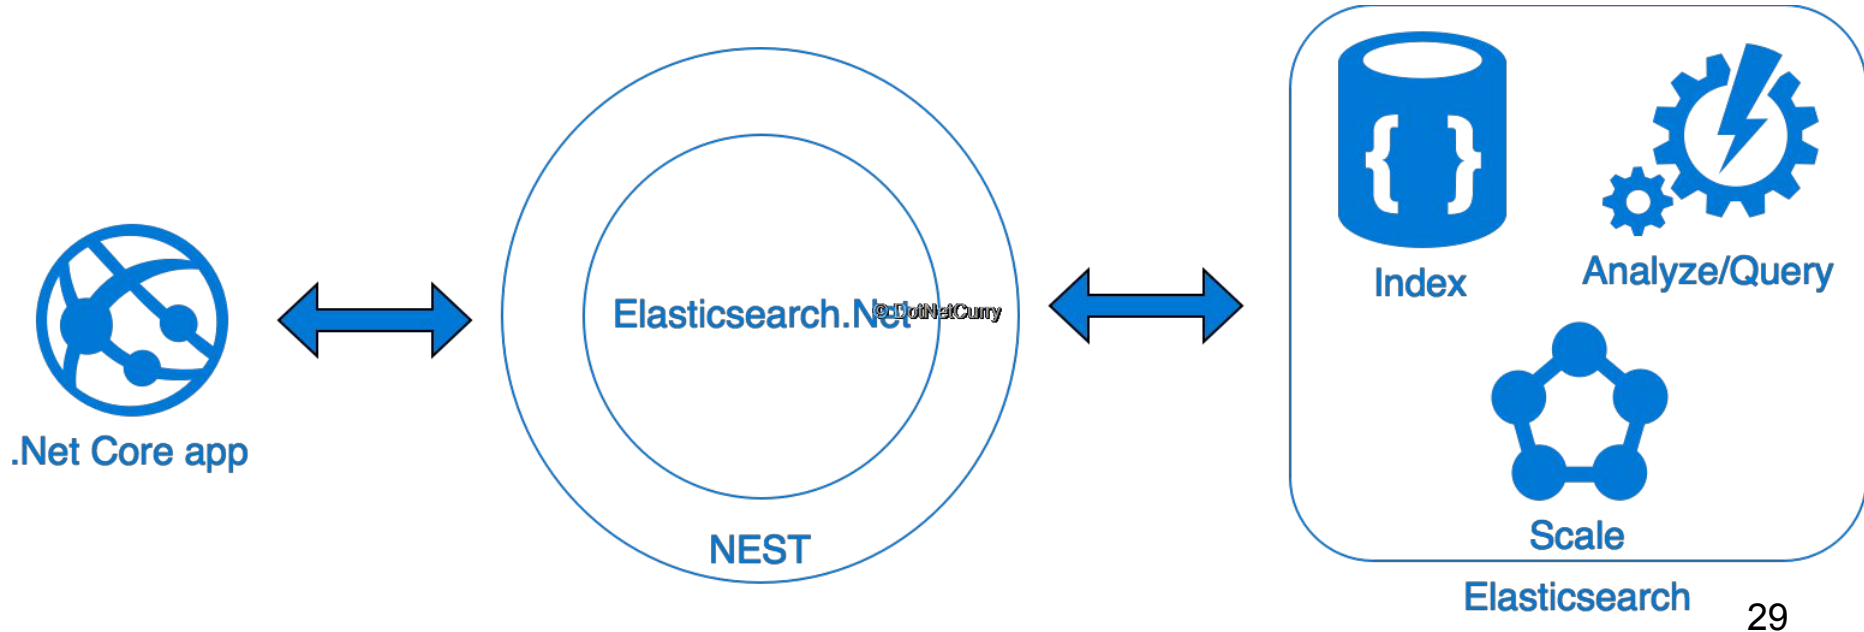 .Net Core app
Elasticsearch.Net
© DotNetCurry
NEST
{ }
Index
Analyze/Query
Scale
Elasticsearch
29